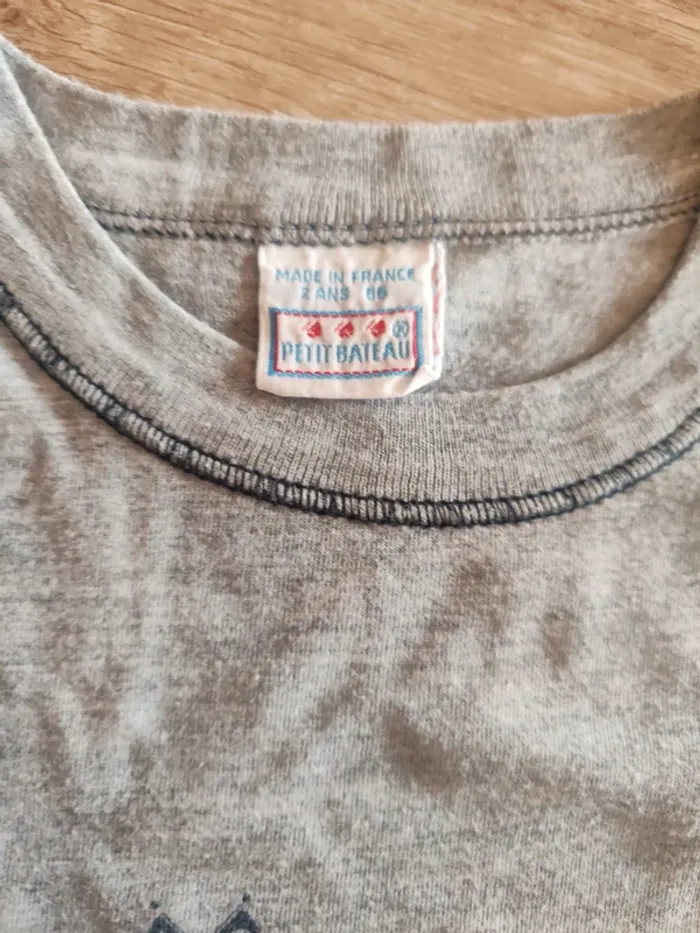 MADE IN FRANCE
2 ANS 86
®
PETIT BATEAU